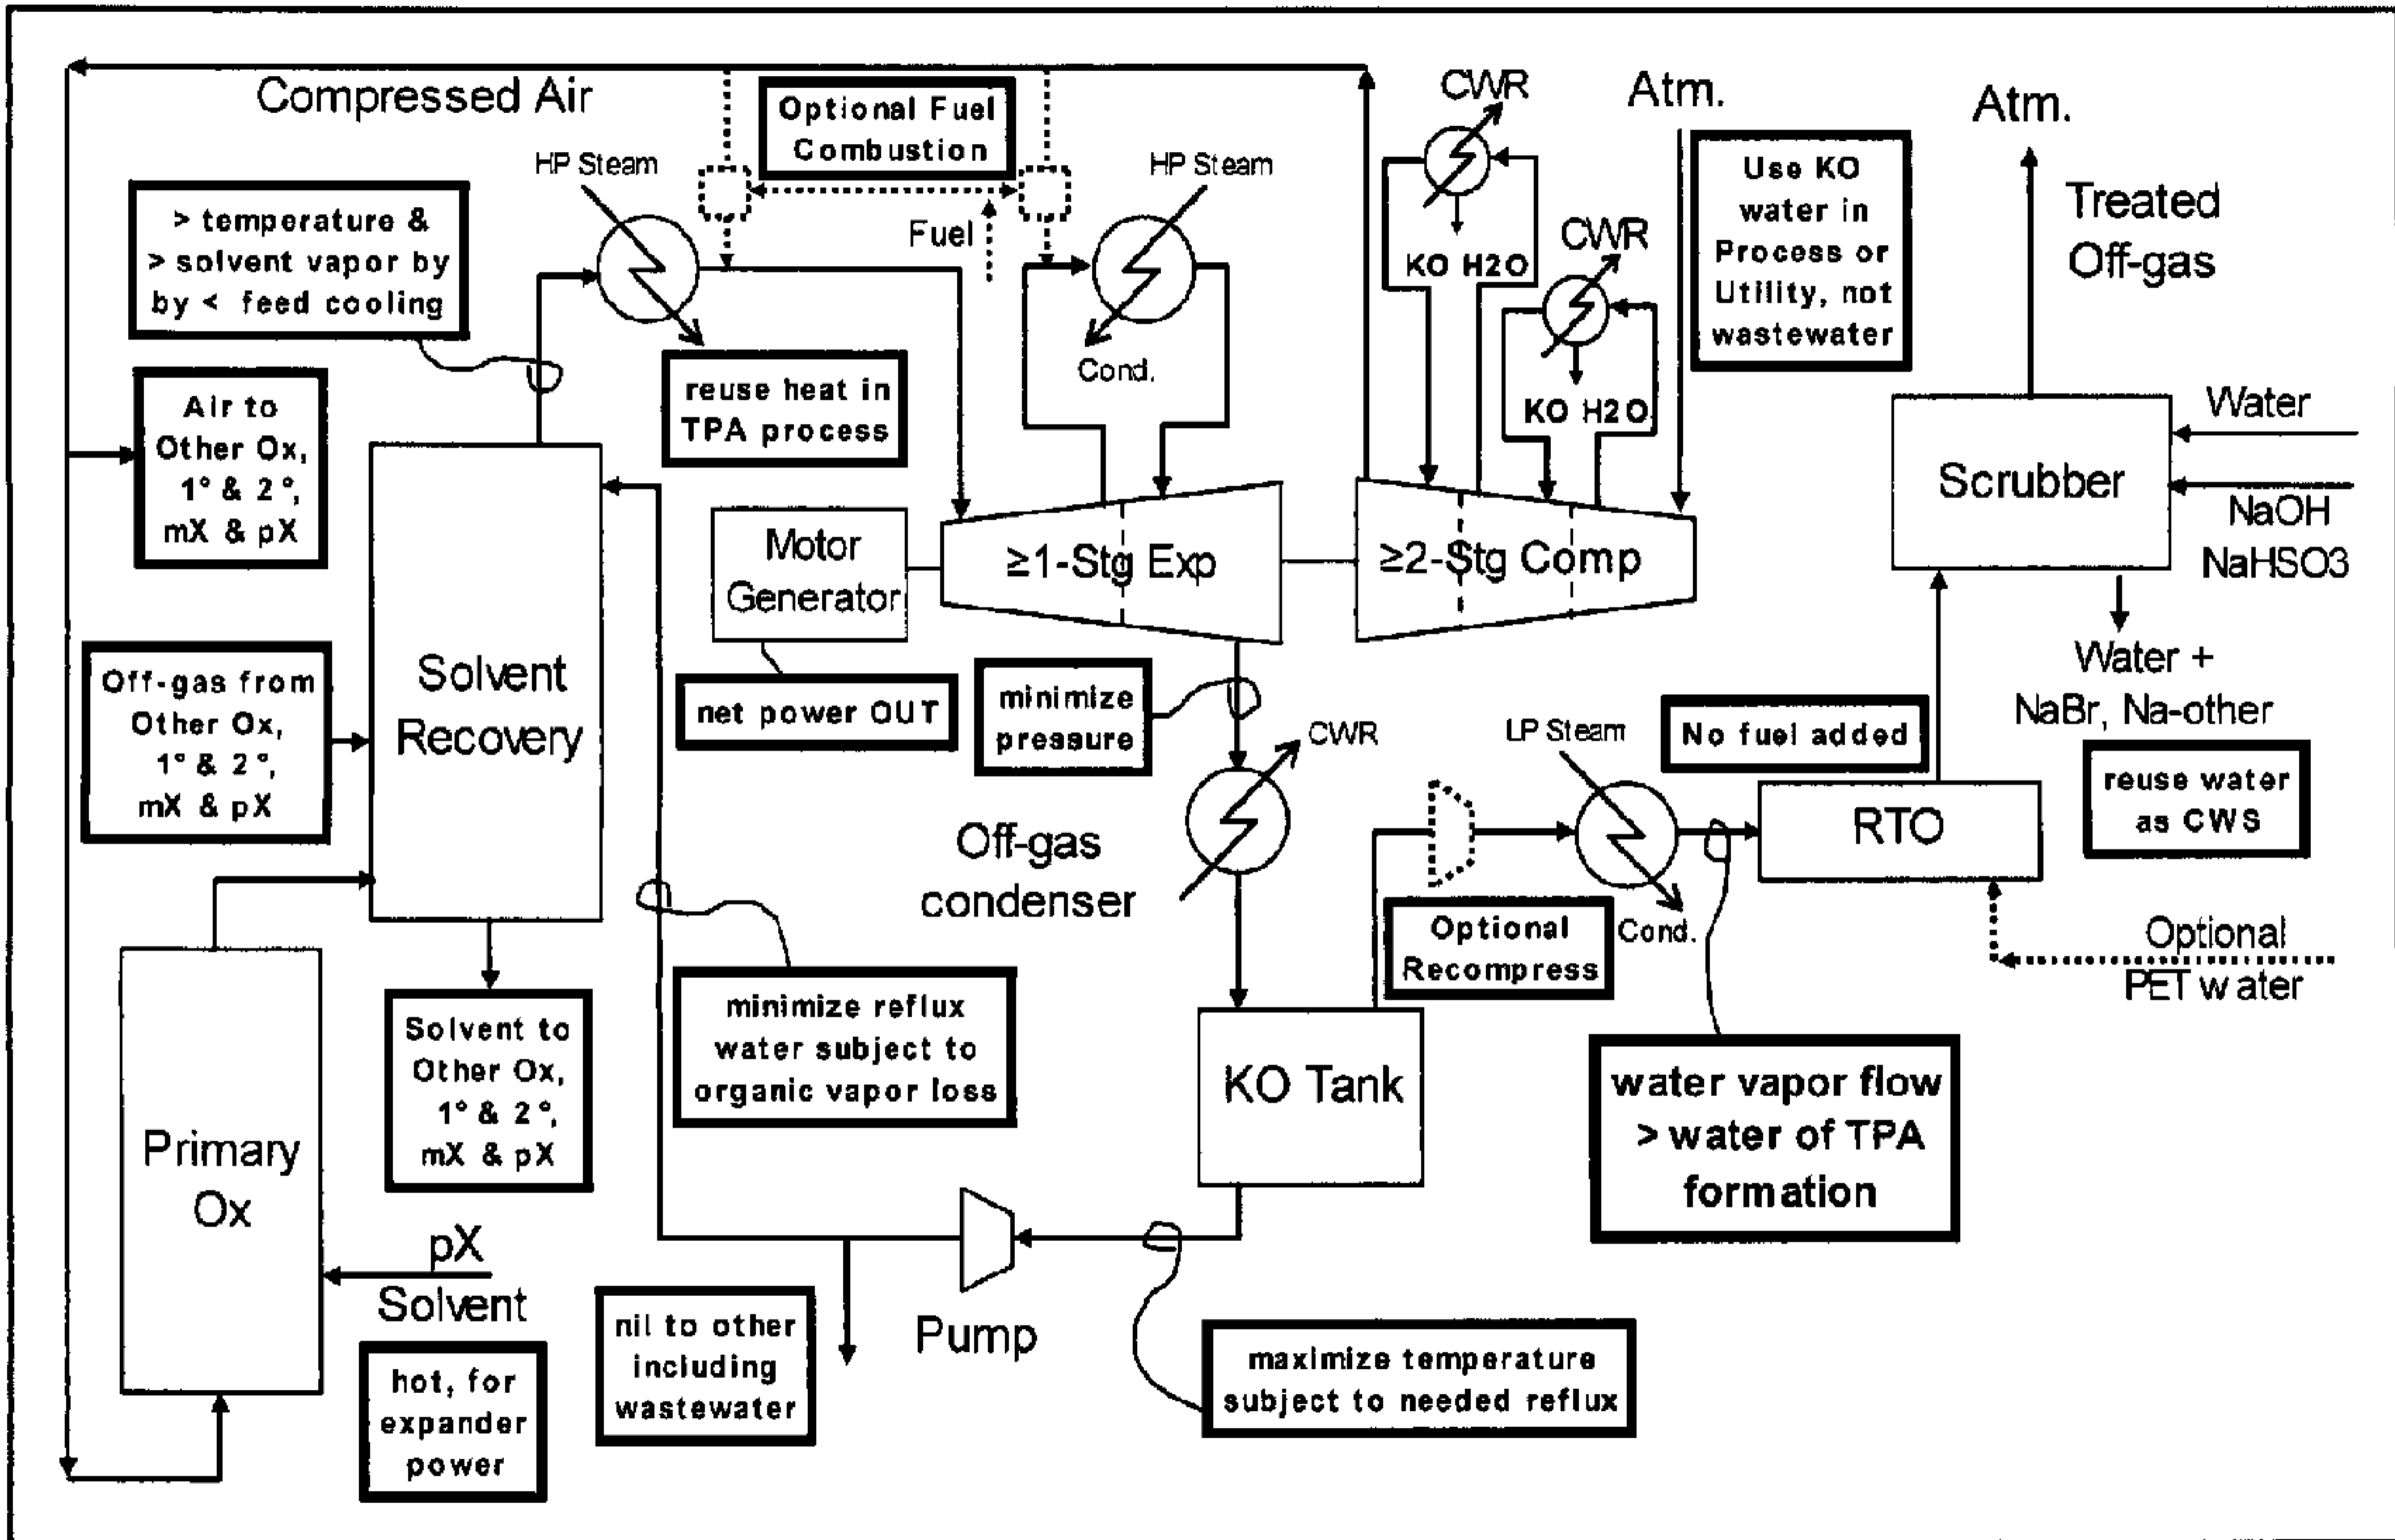 Compressed Air
Optional Fuel
Combustion
HP Steam
HP Steam
Fuel
CWR
Atm.
Atm.
CWR
KO H2O
KO H2O
Use KO
water in
Process or
Utility, not
wastewater
Treated
Off-gas
> temperature &
> solvent vapor by
by < feed cooling
reuse heat in
TPA process
Cond.
Air to
Other Ox,
1° & 2°,
mX & pX
Water
Scrubber
NaOH
NaHSO3
Motor
Generator
≥1-Stg Exp
≥2-Stg Comp
Solvent
Recovery
Off-gas from
Other Ox,
1° & 2°,
mX & pX
net power OUT
minimize
pressure
Water +
NaBr, Na-other
reuse water
as CWS
CWR
LP Steam
No fuel added
RTO
Off-gas
condenser
Optional
Recompress
Cond.
Optional
PET water
minimize reflux
water subject to
organic vapor loss
Solvent to
Other Ox,
1° & 2°,
mX & pX
KO Tank
water vapor flow
> water of TPA
formation
Primary
Ox
pX
Solvent
hot, for
expander
power
nil to other
including
wastewater
Pump
maximize temperature
subject to needed reflux